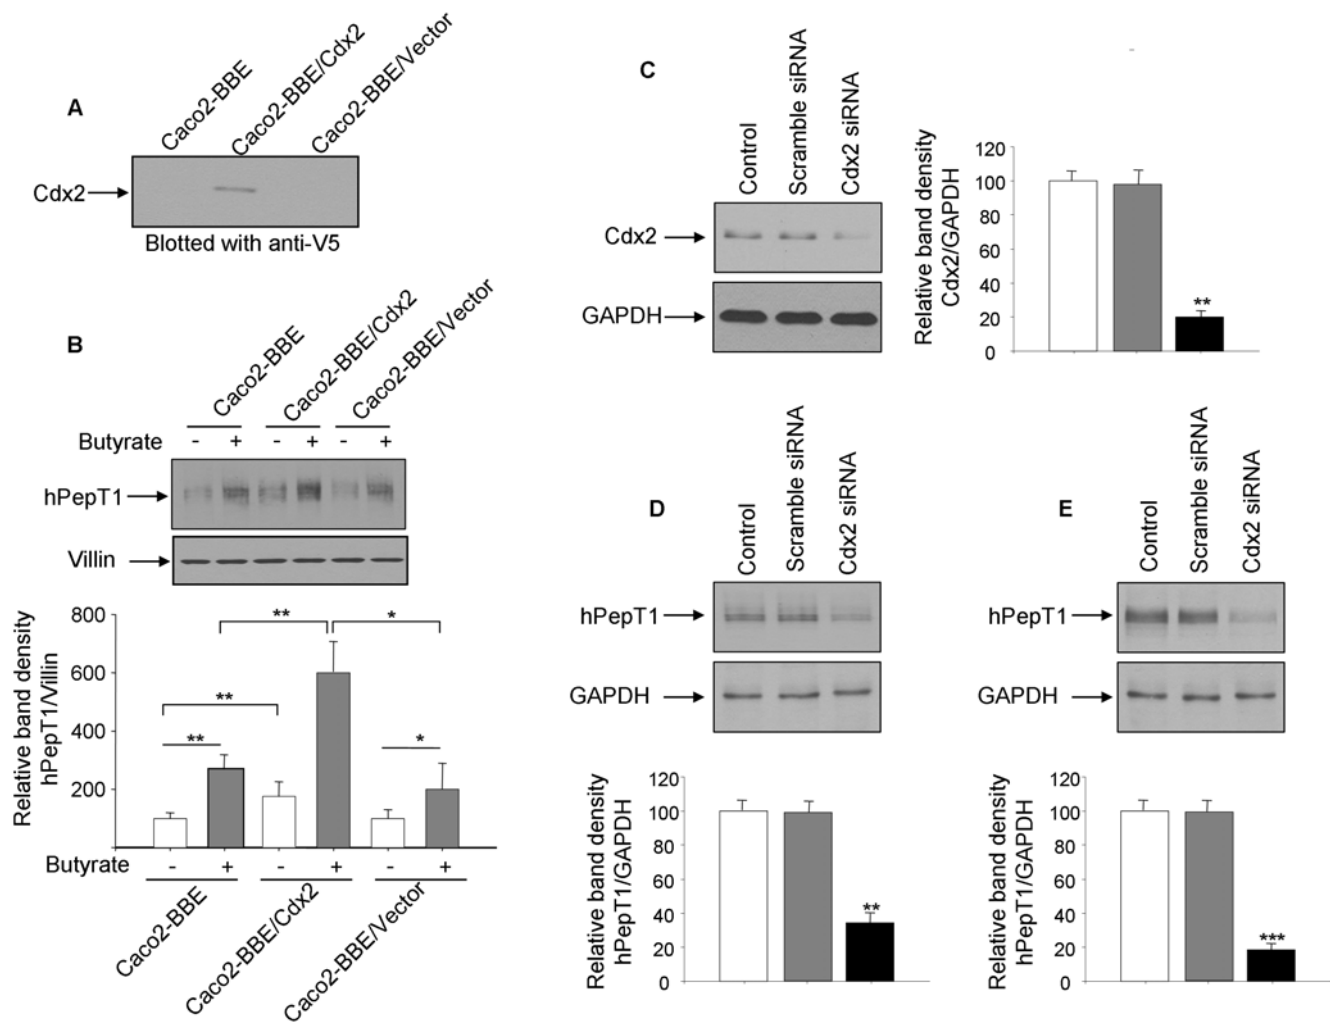 A
Caco2-BBE
Caco2-BBE/Cdx2
Caco2-BBE/Vector
Cdx2
Blotted with anti-V5
B
Caco2-BBE
Caco2-BBE/Cdx2
Caco2-BBE/Vector
Butyrate - + - + - +
hPepT1
Villin
Relative band density
hPepT1/Villin
800
600
400
200
**
*
**
**
*
Butyrate - + - + - +
Caco2-BBE
Caco2-BBE/Cdx2
Caco2-BBE/Vector
C
Control
Scramble siRNA
Cdx2 siRNA
Cdx2
GAPDH
Relative band density
Cdx2/GAPDH
120
100
80
60
40
20
0
**
D
Control
Scramble siRNA
Cdx2 siRNA
hPepT1
GAPDH
Relative band density
hPepT1/GAPDH
120
100
80
60
40
20
0
**
E
Control
Scramble siRNA
Cdx2 siRNA
hPepT1
GAPDH
Relative band density
hPepT1/GAPDH
120
100
80
60
40
20
0
***